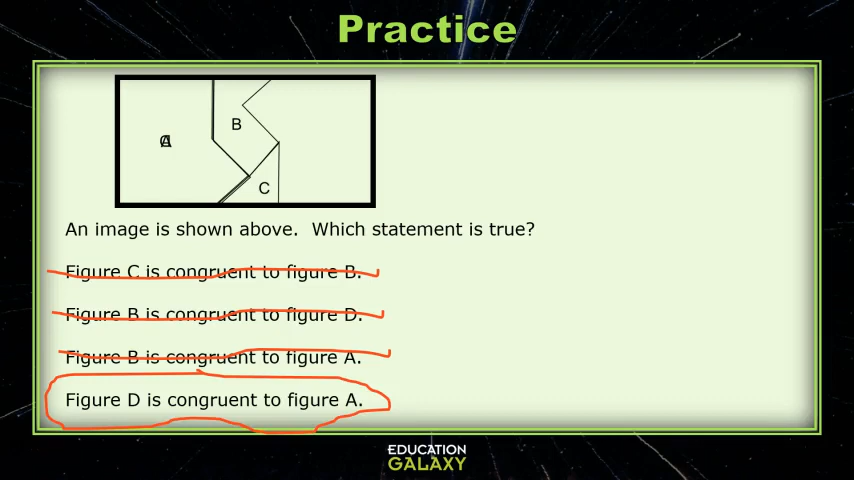 Practice
B
C
An image is shown above. Which statement is true?
Figure C is congruent to figure B.
Figure B is congruent to figure D.
Figure B is congruent to figure A.
Figure D is congruent to figure A.
EDUCATION
GALAXY